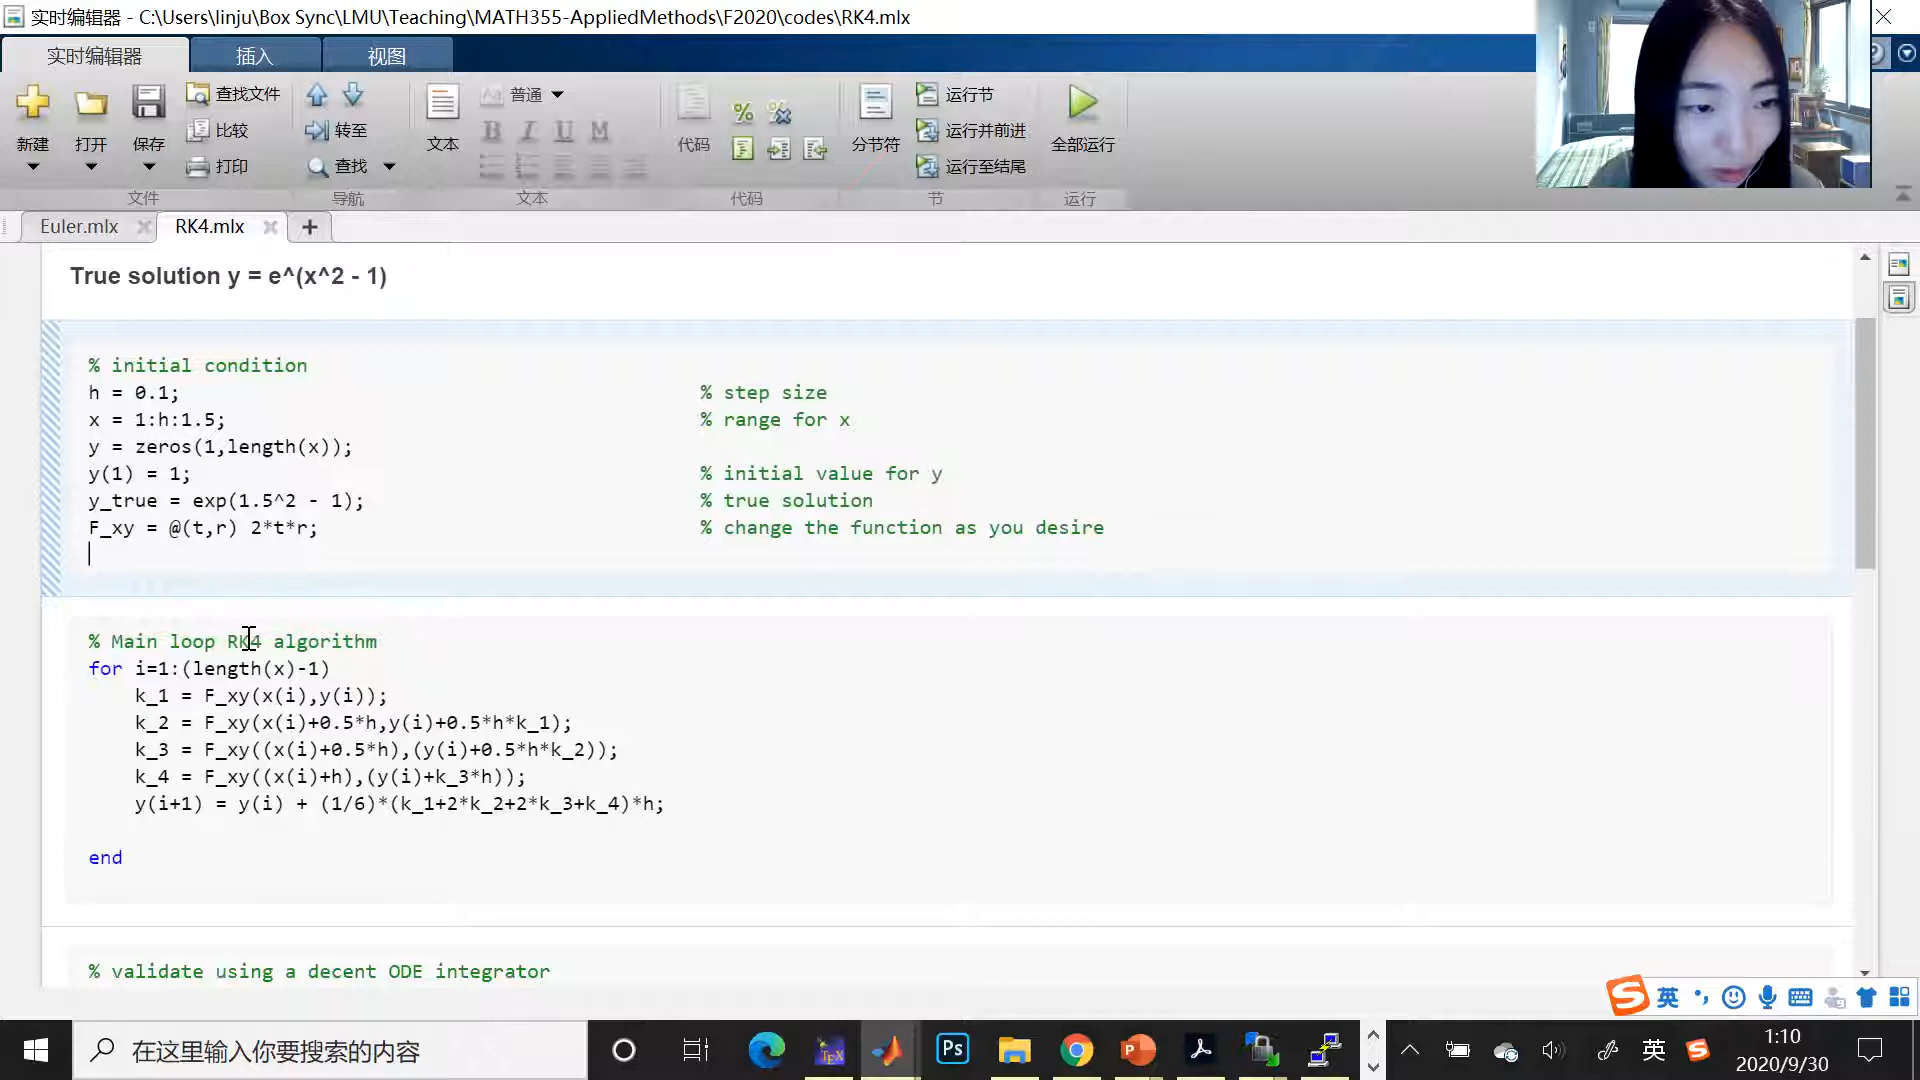 实时编辑器 - C:\Users\linju\Box Sync\LMU\Teaching\MATH355-AppliedMethods\F2020\codes\RK4.mlx
实时编辑器 插入 视图
新建 打开 保存 查找文件 比较 打印
文件
转至 查找
导航
文本 普通 B I U M
文本
代码
代码
分节符 运行节 运行并前进 运行至结尾
节
全部运行
运行
Euler.mlx RK4.mlx
True solution y = e^(x^2 - 1)
% initial condition
h = 0.1; % step size
x = 1:h:1.5; % range for x
y = zeros(1,length(x));
y(1) = 1; % initial value for y
y_true = exp(1.5^2 - 1); % true solution
F_xy = @(t,r) 2*t*r; % change the function as you desire
% Main loop RK4 algorithm
for i=1:(length(x)-1)
k_1 = F_xy(x(i),y(i));
k_2 = F_xy(x(i)+0.5*h,y(i)+0.5*h*k_1);
k_3 = F_xy((x(i)+0.5*h),(y(i)+0.5*h*k_2));
k_4 = F_xy((x(i)+h),(y(i)+k_3*h));
y(i+1) = y(i) + (1/6)*(k_1+2*k_2+2*k_3+k_4)*h;
end
% validate using a decent ODE integrator
英
在这里输入你要搜索的内容
TEX Ps
英
1:10
2020/9/30